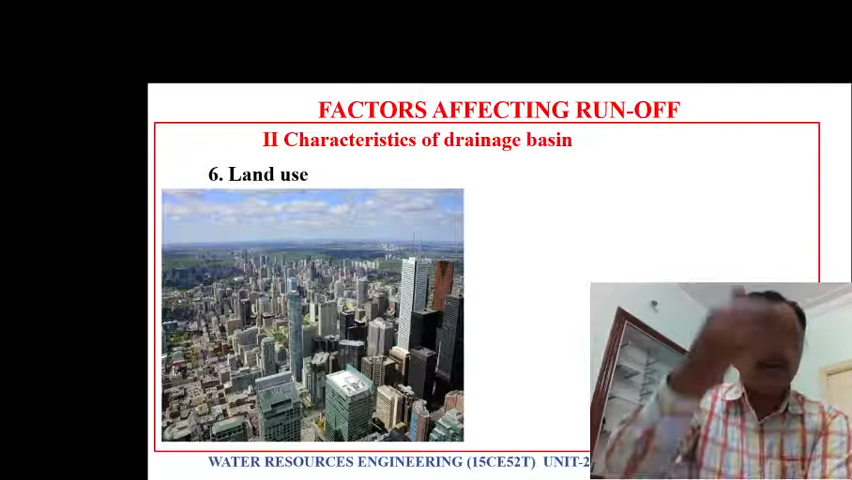 FACTORS AFFECTING RUN-OFF
II Characteristics of drainage basin
6. Land use
WATER RESOURCES ENGINEERING (15CE52T) UNIT-2